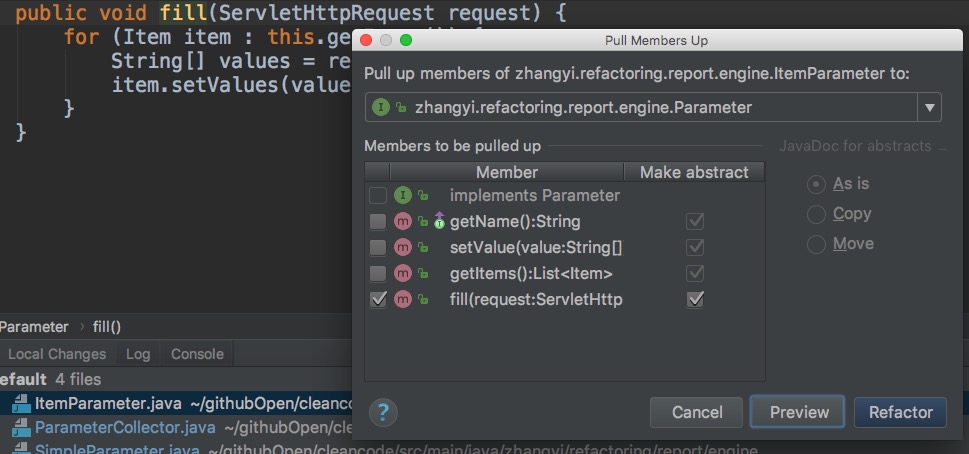 public void fill(ServletHttpRequest request) {
for (Item item : this.ge
String[] values = re
item.setValues(value
}
}
Pull Members Up
Pull up members of zhangyi.refactoring.report.engine.ItemParameter to:
zhangyi.refactoring.report.engine.Parameter
Members to be pulled up
JavaDoc for abstracts ...
Member Make abstract
implements Parameter
getName():String
setValue(value:String[]
getItems():List<Item>
fill(request:ServletHttp
As is
Copy
Move
Parameter › fill()
Local Changes Log Console
efault 4 files
ItemParameter.java ~/githubOpen/cleanco
ParameterCollector.java ~/githubOpen/cle
SimpleParameter.java ~/githubOpen/cleancode/src/main/java/zhangyi/refactoring/report/engine
? Cancel Preview Refactor